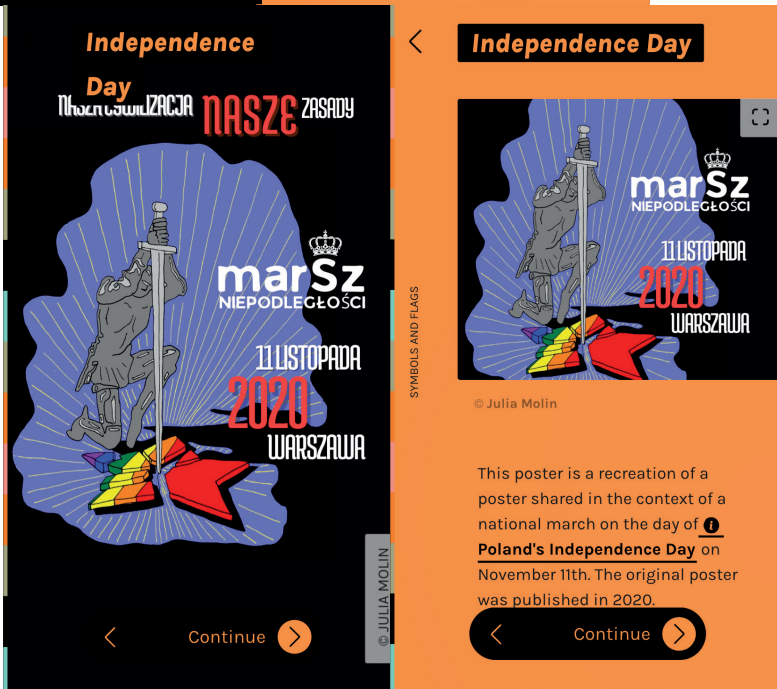 Independence
Day
NASZA CYWILIZACJA NASZE ZASADY
marSz
NIEPODLEGŁOŚCI
11 LISTOPADA
2020
WARSZAWA
© JULIA MOLIN
Continue
Independence Day
marSz
NIEPODLEGŁOŚCI
11 LISTOPADA
2020
WARSZAWA
SYMBOLS AND FLAGS
© Julia Molin
This poster is a recreation of a
poster shared in the context of a
national march on the day of i
Poland's Independence Day on
November 11th. The original poster
was published in 2020.
Continue